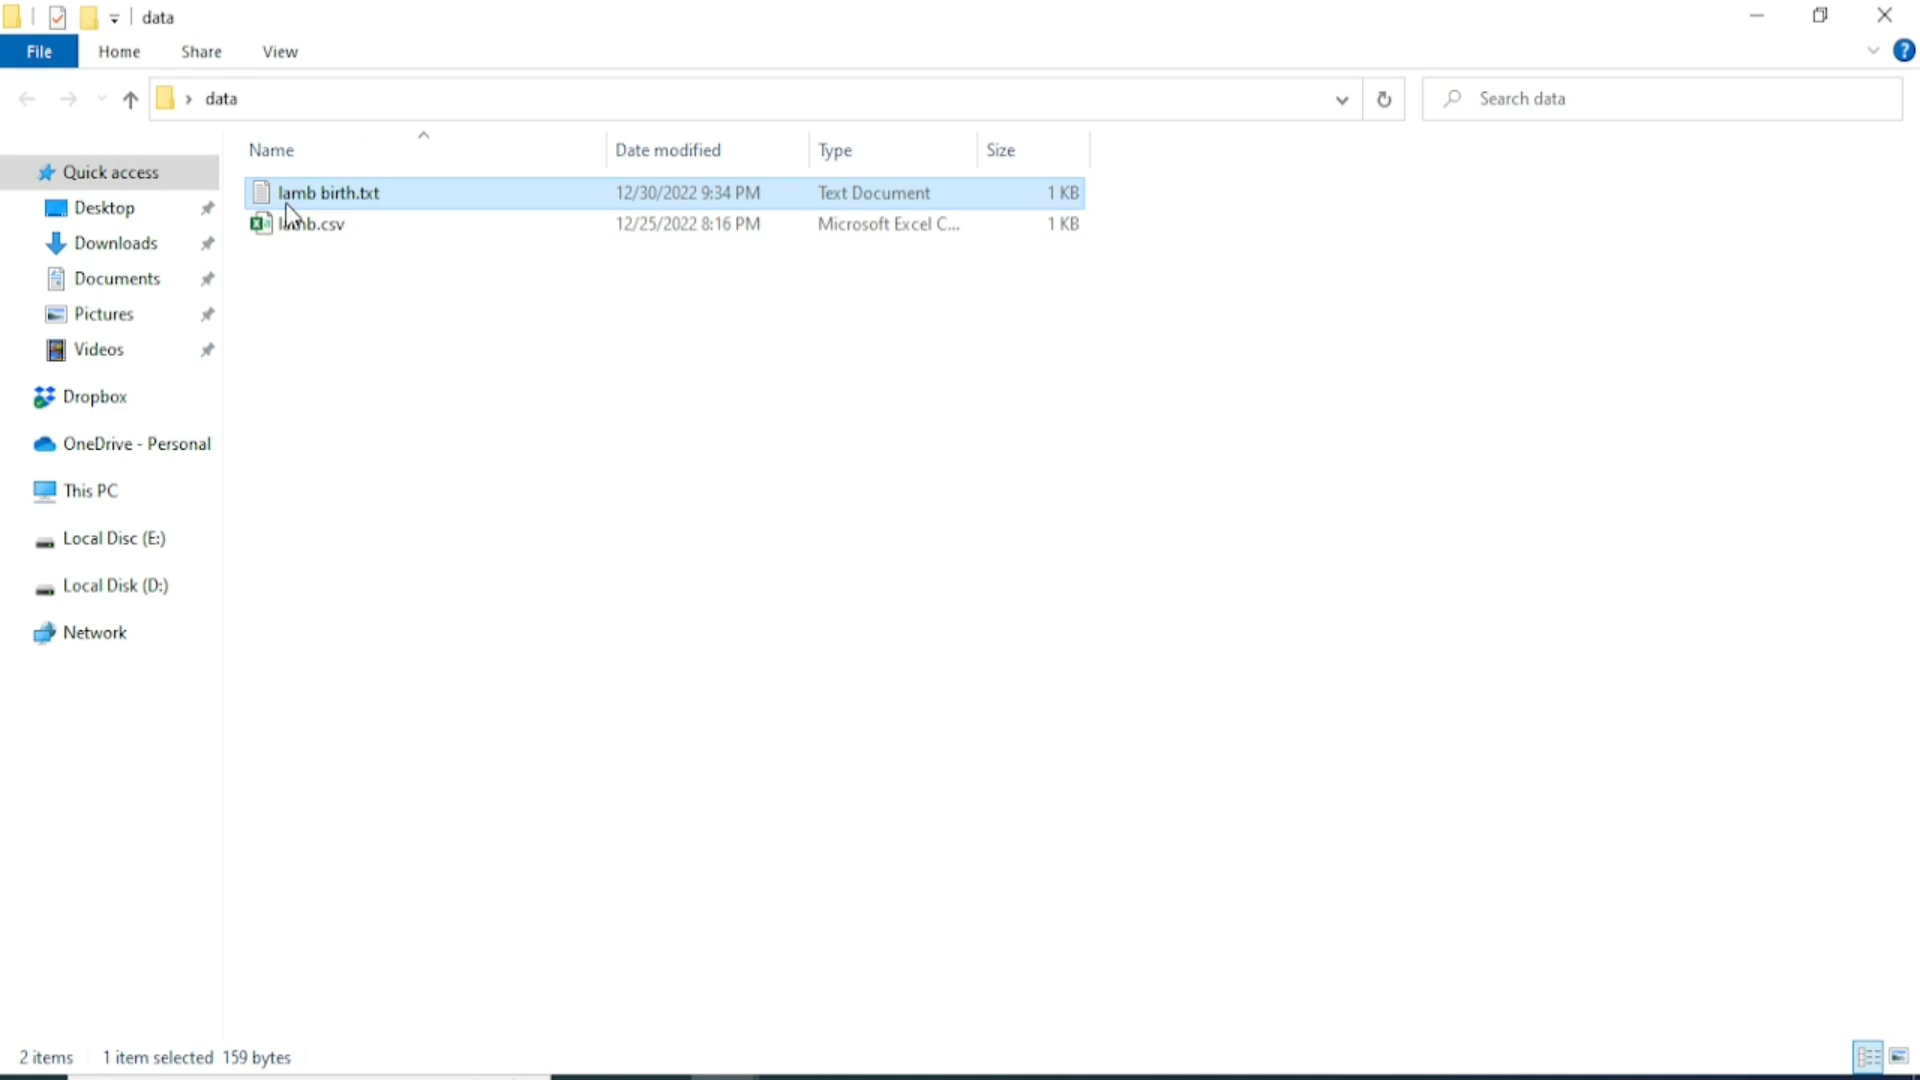 data
File Home Share View
data
Search data
Name Date modified Type Size
Quick access
Desktop
Downloads
Documents
Pictures
Videos
Dropbox
OneDrive - Personal
This PC
Local Disc (E:)
Local Disk (D:)
Network
lamb birth.txt 12/30/2022 9:34 PM Text Document 1 KB
lamb.csv 12/25/2022 8:16 PM Microsoft Excel C... 1 KB
2 items 1 item selected 159 bytes